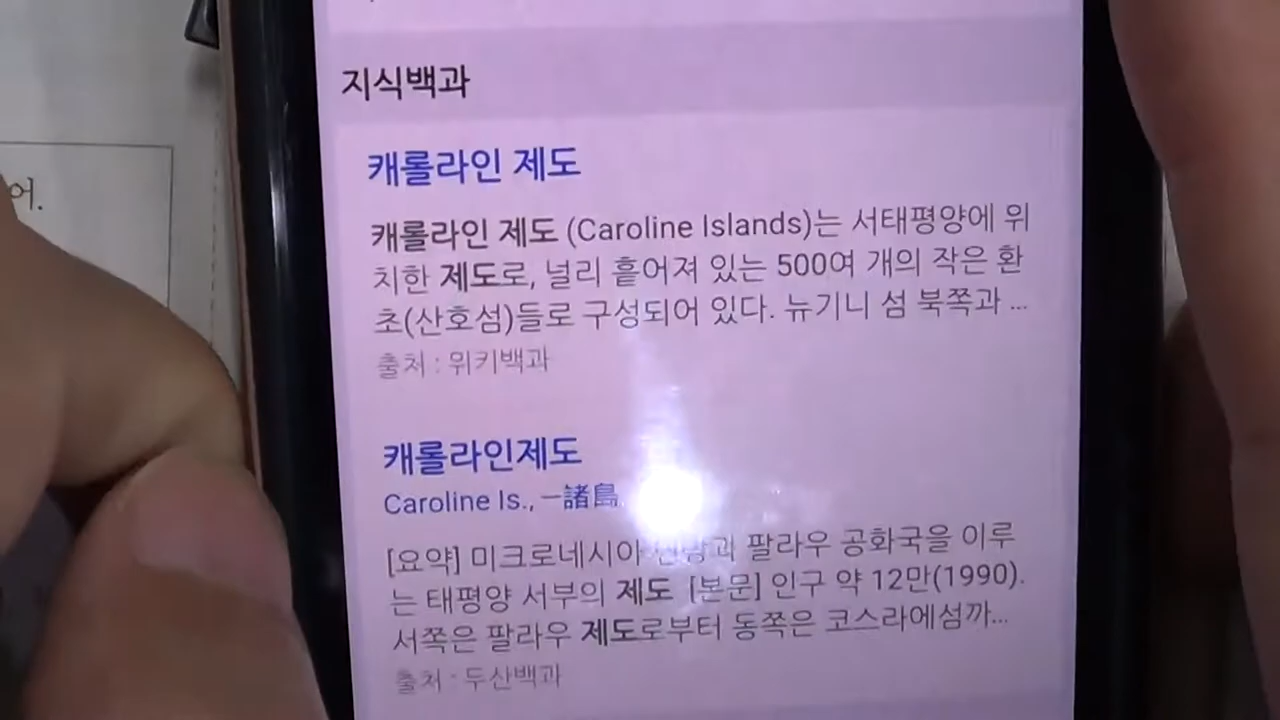 어.
지식백과
캐롤라인 제도
캐롤라인 제도 (Caroline Islands)는 서태평양에 위
치한 제도로, 널리 흩어져 있는 500여 개의 작은 환
초(산호섬)들로 구성되어 있다. 뉴기니 섬 북쪽과 ...
출처 : 위키백과
캐롤라인제도
Caroline Is., ー諸島
[요약] 미크로네시아 팔라우 공화국을 이루
는 태평양 서부의 제도 [본문] 인구 약 12만(1990).
서쪽은 팔라우 제도로부터 동쪽은 코스라에섬까...
출처 : 두산백과